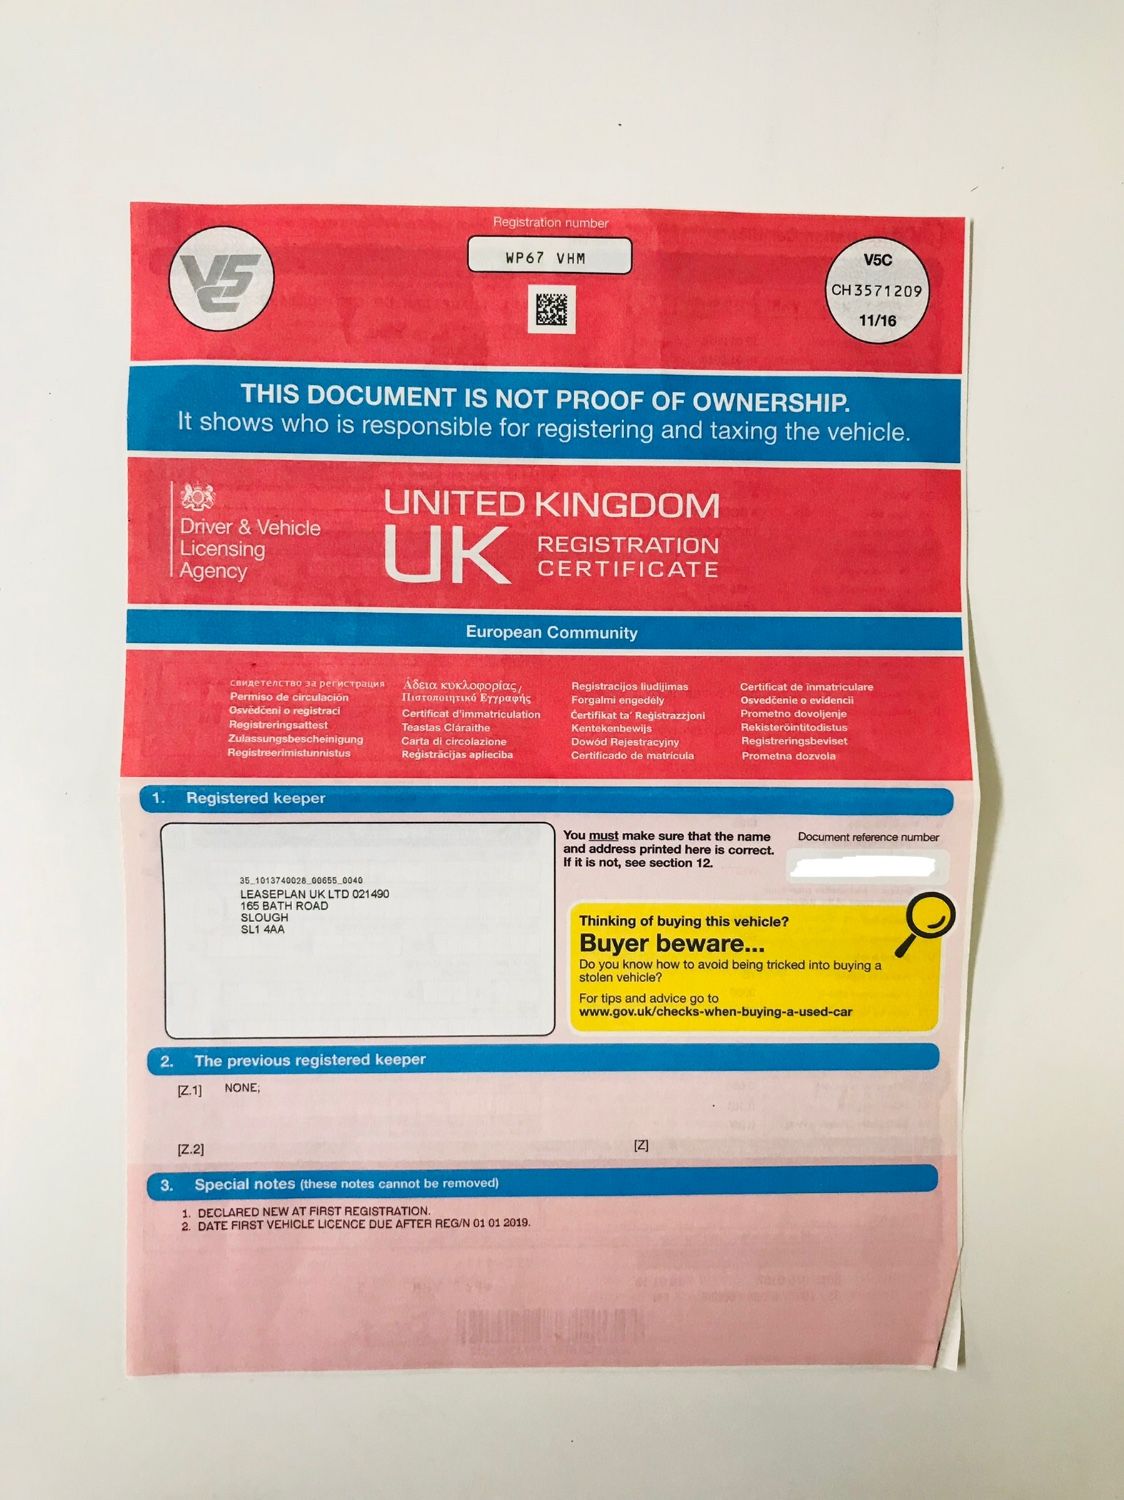 Registration number
WP67 VHM
V5C
V5C
CH3571209
11/16
THIS DOCUMENT IS NOT PROOF OF OWNERSHIP.
It shows who is responsible for registering and taxing the vehicle.
Driver & Vehicle
Licensing
Agency
UNITED KINGDOM
UK REGISTRATION
CERTIFICATE
European Community
свидетелство за регистрация
Permiso de circulación
Osvědčení o registraci
Registreringsattest
Zulassungsbescheinigung
Registreerimistunnistus
Άδεια κυκλοφορίας/
Πιστοποιητικό Εγγραφής
Certificat d'immatriculation
Teastas Cláraithe
Carta di circolazione
Reģistrācijas apliecība
Registracijos liudijimas
Forgalmi engedély
Ċertifikat ta' Reġistrazzjoni
Kentekenbewijs
Dowód Rejestracyjny
Certificado de matrícula
Certificat de înmatriculare
Osvedčenie o evidencii
Prometno dovoljenje
Rekisteröintitodistus
Registreringsbeviset
Prometna dozvola
1. Registered keeper
35_1013740028_00655_0040
LEASEPLAN UK LTD 021490
165 BATH ROAD
SLOUGH
SL1 4AA
You must make sure that the name
and address printed here is correct.
If it is not, see section 12.
Document reference number
Thinking of buying this vehicle?
Buyer beware...
Do you know how to avoid being tricked into buying a
stolen vehicle?
For tips and advice go to
www.gov.uk/checks-when-buying-a-used-car
2. The previous registered keeper
[Z.1] NONE;
[Z.2] [Z]
3. Special notes (these notes cannot be removed)
1. DECLARED NEW AT FIRST REGISTRATION.
2. DATE FIRST VEHICLE LICENCE DUE AFTER REG/N 01 01 2019.